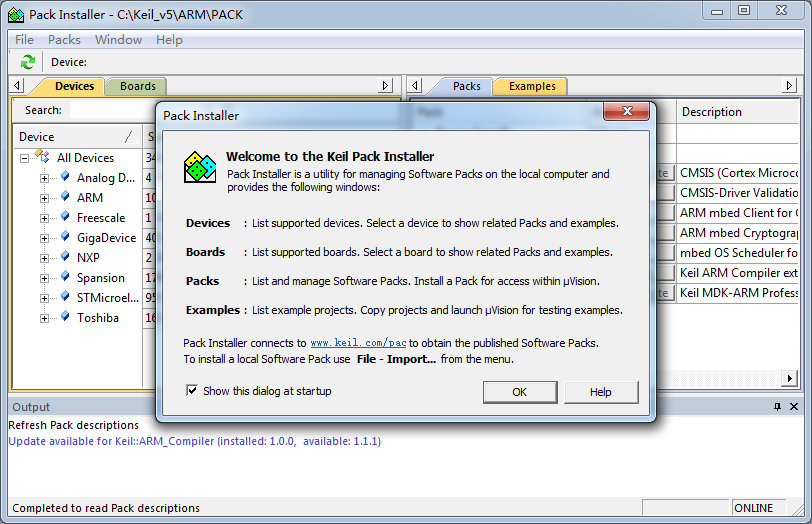 Pack Installer - C:\Keil_v5\ARM\PACK
File Packs Window Help
Device:
Devices Boards
Packs Examples
Search:
Device
Description
All Devices 34
Analog D... 4
ARM 10
Freescale 1
GigaDevice 40
NXP 2
Spansion 17
STMicroel... 95
Toshiba 16
CMSIS (Cortex Microco
CMSIS-Driver Validation
ARM mbed Client for C
ARM mbed Cryptograp
mbed OS Scheduler fo
Keil ARM Compiler ext
Keil MDK-ARM Profess
Pack Installer
Welcome to the Keil Pack Installer
Pack Installer is a utility for managing Software Packs on the local computer and
provides the following windows:
Devices : List supported devices. Select a device to show related Packs and examples.
Boards : List supported boards. Select a board to show related Packs and examples.
Packs : List and manage Software Packs. Install a Pack for access within µVision.
Examples : List example projects. Copy projects and launch µVision for testing examples.
Pack Installer connects to www.keil.com/pac to obtain the published Software Packs.
To install a local Software Pack use File - Import... from the menu.
Show this dialog at startup
OK Help
Output
Refresh Pack descriptions
Update available for Keil::ARM_Compiler (installed: 1.0.0, available: 1.1.1)
Completed to read Pack descriptions
ONLINE